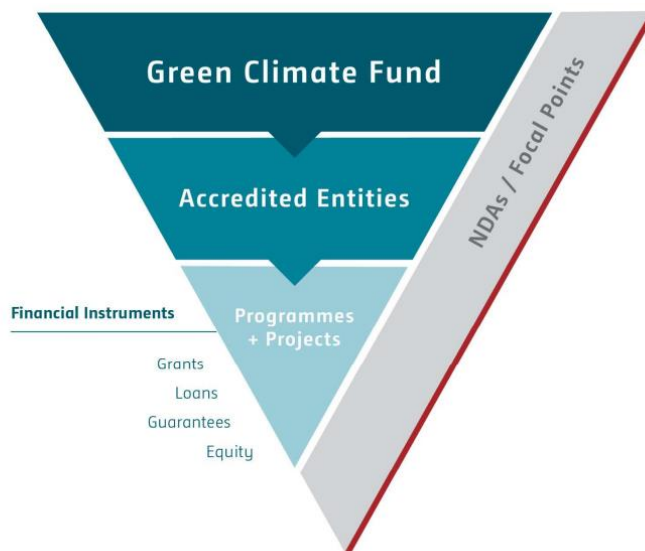 Green Climate Fund
NDAs / Focal Points
Accredited Entities
Financial Instruments
Programmes
+ Projects
Grants
Loans
Guarantees
Equity